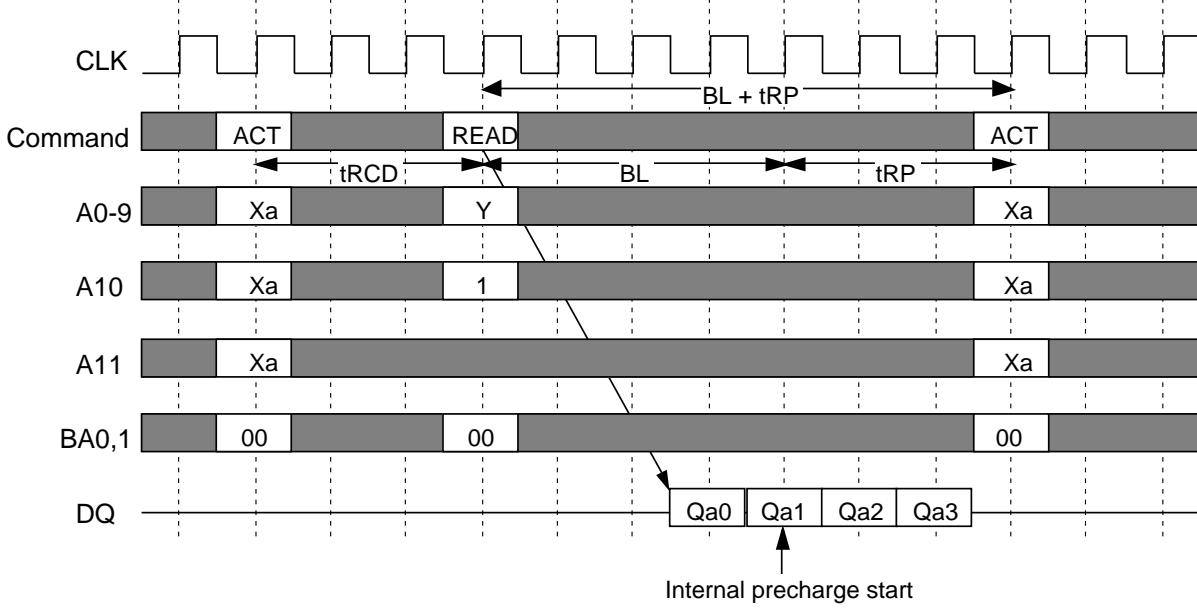 CLK
BL + tRP
Command ACT READ ACT
tRCD BL tRP
A0-9 Xa Y Xa
A10 Xa 1 Xa
A11 Xa Xa
BA0,1 00 00 00
DQ Qa0 Qa1 Qa2 Qa3
Internal precharge start